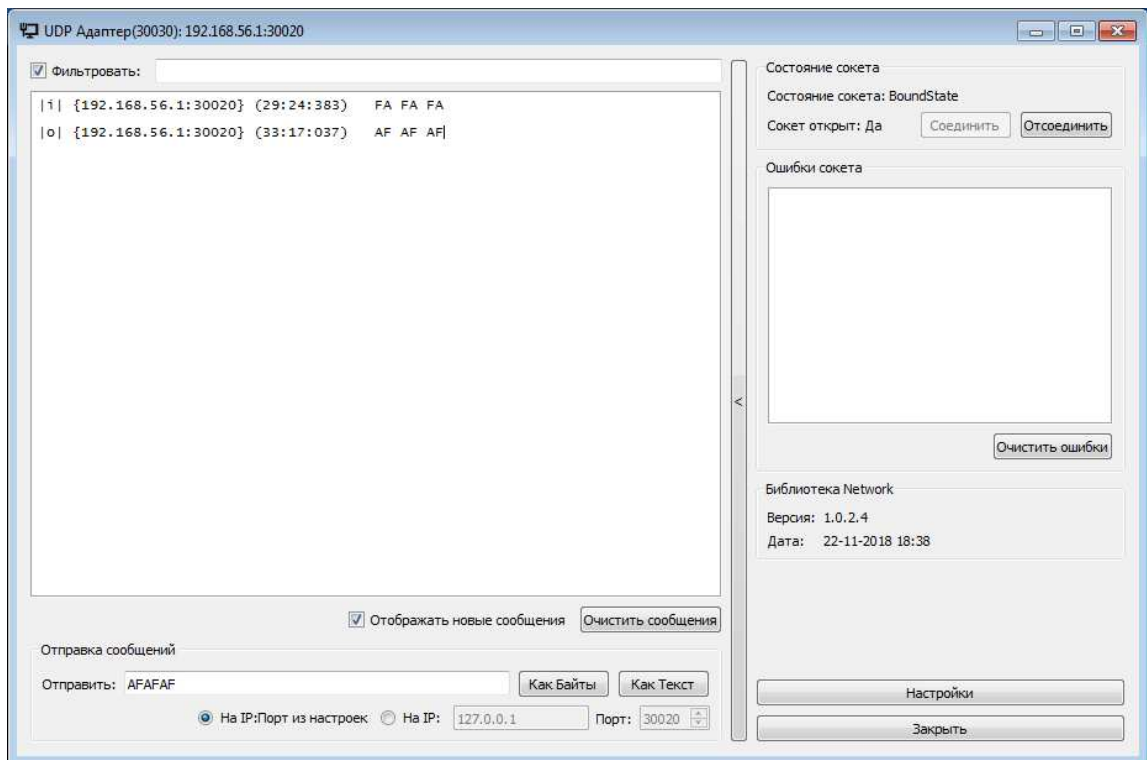 UDP Адаптер(30030): 192.168.56.1:30020
Фильтровать:
|i| {192.168.56.1:30020} (29:24:383) FA FA FA
|o| {192.168.56.1:30020} (33:17:037) AF AF AF
Отображать новые сообщения Очистить сообщения
Отправка сообщений
Отправить: AFAFAF Как Байты Как Текст
На IP:Порт из настроек На IP: 127.0.0.1 Порт: 30020
<
Состояние сокета
Состояние сокета: BoundState
Сокет открыт: Да Соединить Отсоединить
Ошибки сокета
Очистить ошибки
Библиотека Network
Версия: 1.0.2.4
Дата: 22-11-2018 18:38
Настройки
Закрыть